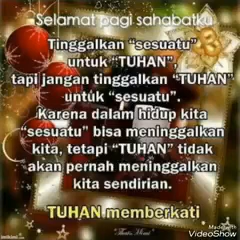 Selamat pagi sahabatku
Tinggalkan "sesuatu"
untuk "TUHAN",
tapi jangan tinggalkan "TUHAN"
untuk "sesuatu".
Karena dalam hidup kita
"sesuatu" bisa meninggalkan
kita, tetapi "TUHAN" tidak
akan pernah meninggalkan
kita sendirian.
TUHAN memberkati
Made with
VideoShow